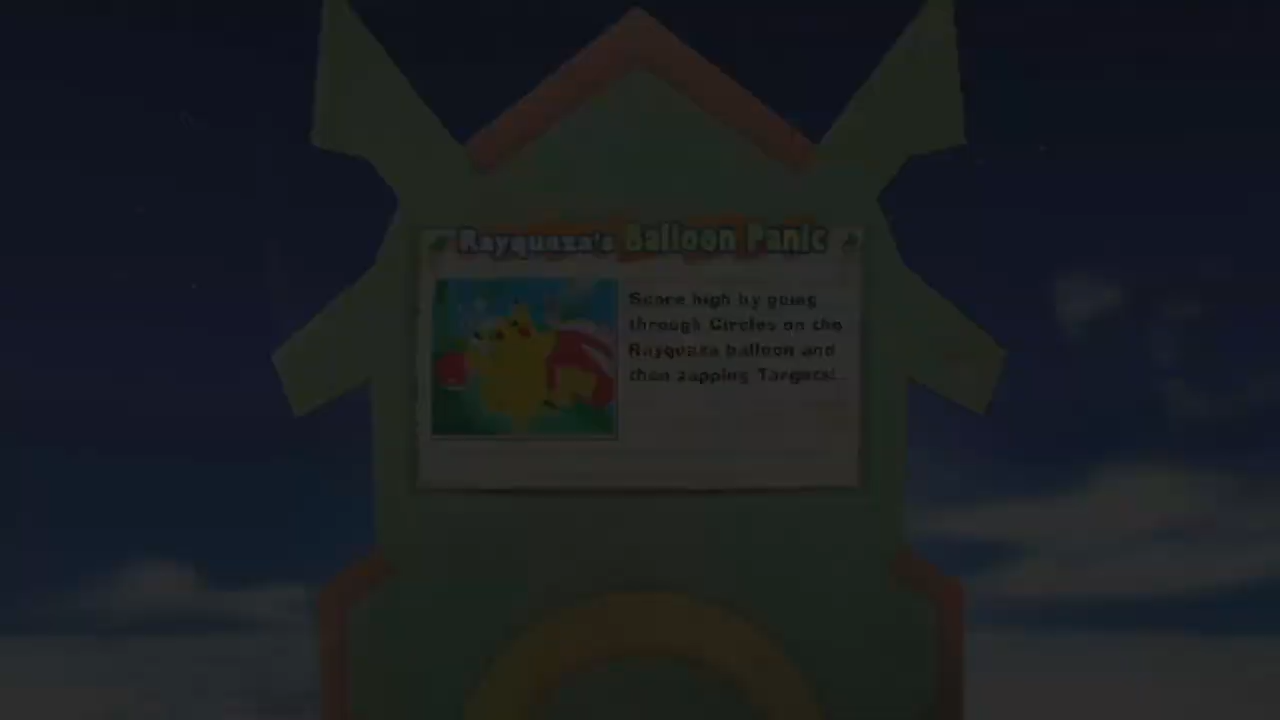 Rayquaza's Balloon Panic
Score high by going
through Circles on the
Rayquaza balloon and
then zapping Targets!